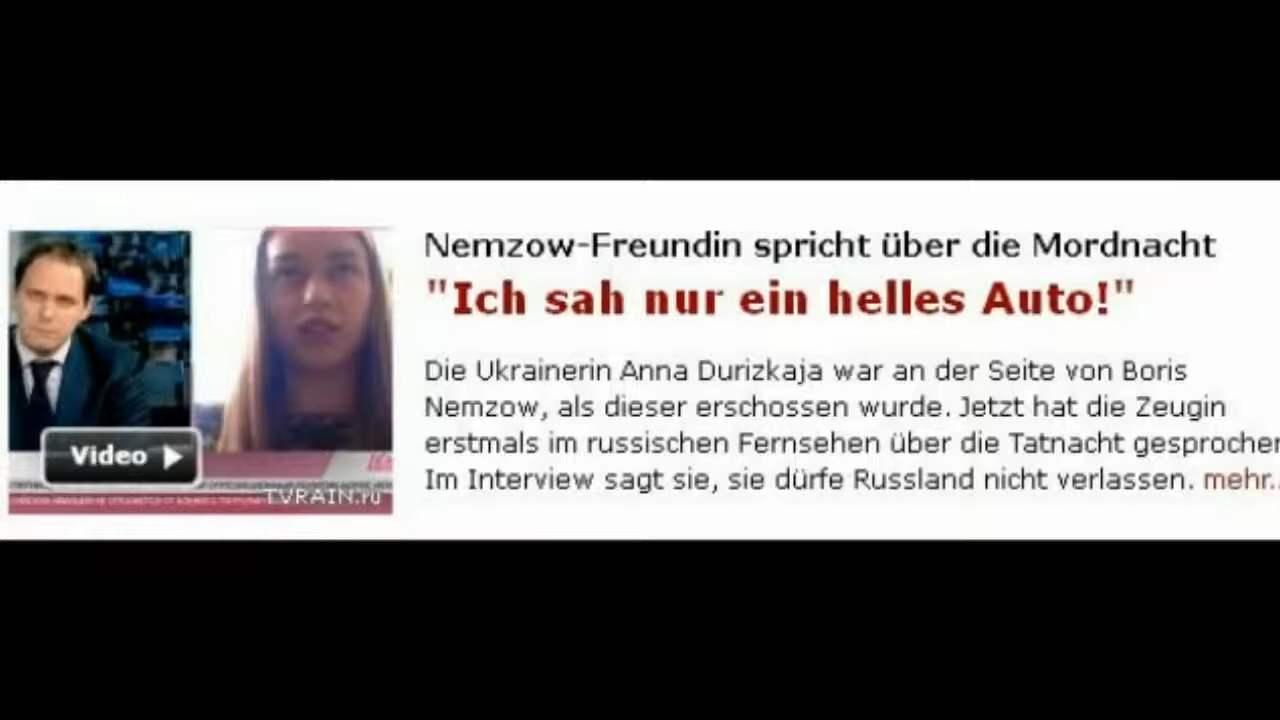 Nemzow-Freundin spricht über die Mordnacht
"Ich sah nur ein helles Auto!"
Die Ukrainerin Anna Durizkaja war an der Seite von Boris
Nemzow, als dieser erschossen wurde. Jetzt hat die Zeugin
erstmals im russischen Fernsehen über die Tatnacht gesprochen
Im Interview sagt sie, sie dürfe Russland nicht verlassen. mehr..
Video
TVRAIN.ru